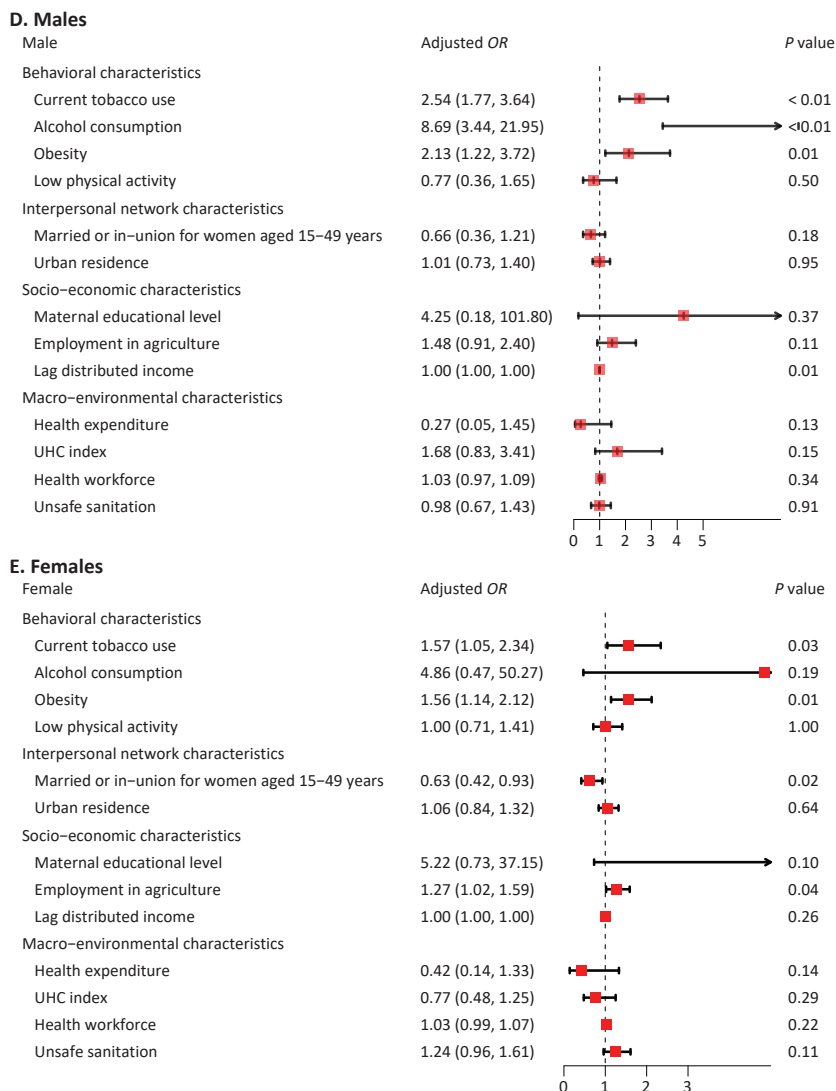 D. Males
Male Adjusted OR P value
Behavioral characteristics
Current tobacco use 2.54 (1.77, 3.64) < 0.01
Alcohol consumption 8.69 (3.44, 21.95) <0.01
Obesity 2.13 (1.22, 3.72) 0.01
Low physical activity 0.77 (0.36, 1.65) 0.50
Interpersonal network characteristics
Married or in−union for women aged 15−49 years 0.66 (0.36, 1.21) 0.18
Urban residence 1.01 (0.73, 1.40) 0.95
Socio−economic characteristics
Maternal educational level 4.25 (0.18, 101.80) 0.37
Employment in agriculture 1.48 (0.91, 2.40) 0.11
Lag distributed income 1.00 (1.00, 1.00) 0.01
Macro−environmental characteristics
Health expenditure 0.27 (0.05, 1.45) 0.13
UHC index 1.68 (0.83, 3.41) 0.15
Health workforce 1.03 (0.97, 1.09) 0.34
Unsafe sanitation 0.98 (0.67, 1.43) 0.91
0 1 2 3 4 5
E. Females
Female Adjusted OR P value
Behavioral characteristics
Current tobacco use 1.57 (1.05, 2.34) 0.03
Alcohol consumption 4.86 (0.47, 50.27) 0.19
Obesity 1.56 (1.14, 2.12) 0.01
Low physical activity 1.00 (0.71, 1.41) 1.00
Interpersonal network characteristics
Married or in−union for women aged 15−49 years 0.63 (0.42, 0.93) 0.02
Urban residence 1.06 (0.84, 1.32) 0.64
Socio−economic characteristics
Maternal educational level 5.22 (0.73, 37.15) 0.10
Employment in agriculture 1.27 (1.02, 1.59) 0.04
Lag distributed income 1.00 (1.00, 1.00) 0.26
Macro−environmental characteristics
Health expenditure 0.42 (0.14, 1.33) 0.14
UHC index 0.77 (0.48, 1.25) 0.29
Health workforce 1.03 (0.99, 1.07) 0.22
Unsafe sanitation 1.24 (0.96, 1.61) 0.11
0 1 2 3